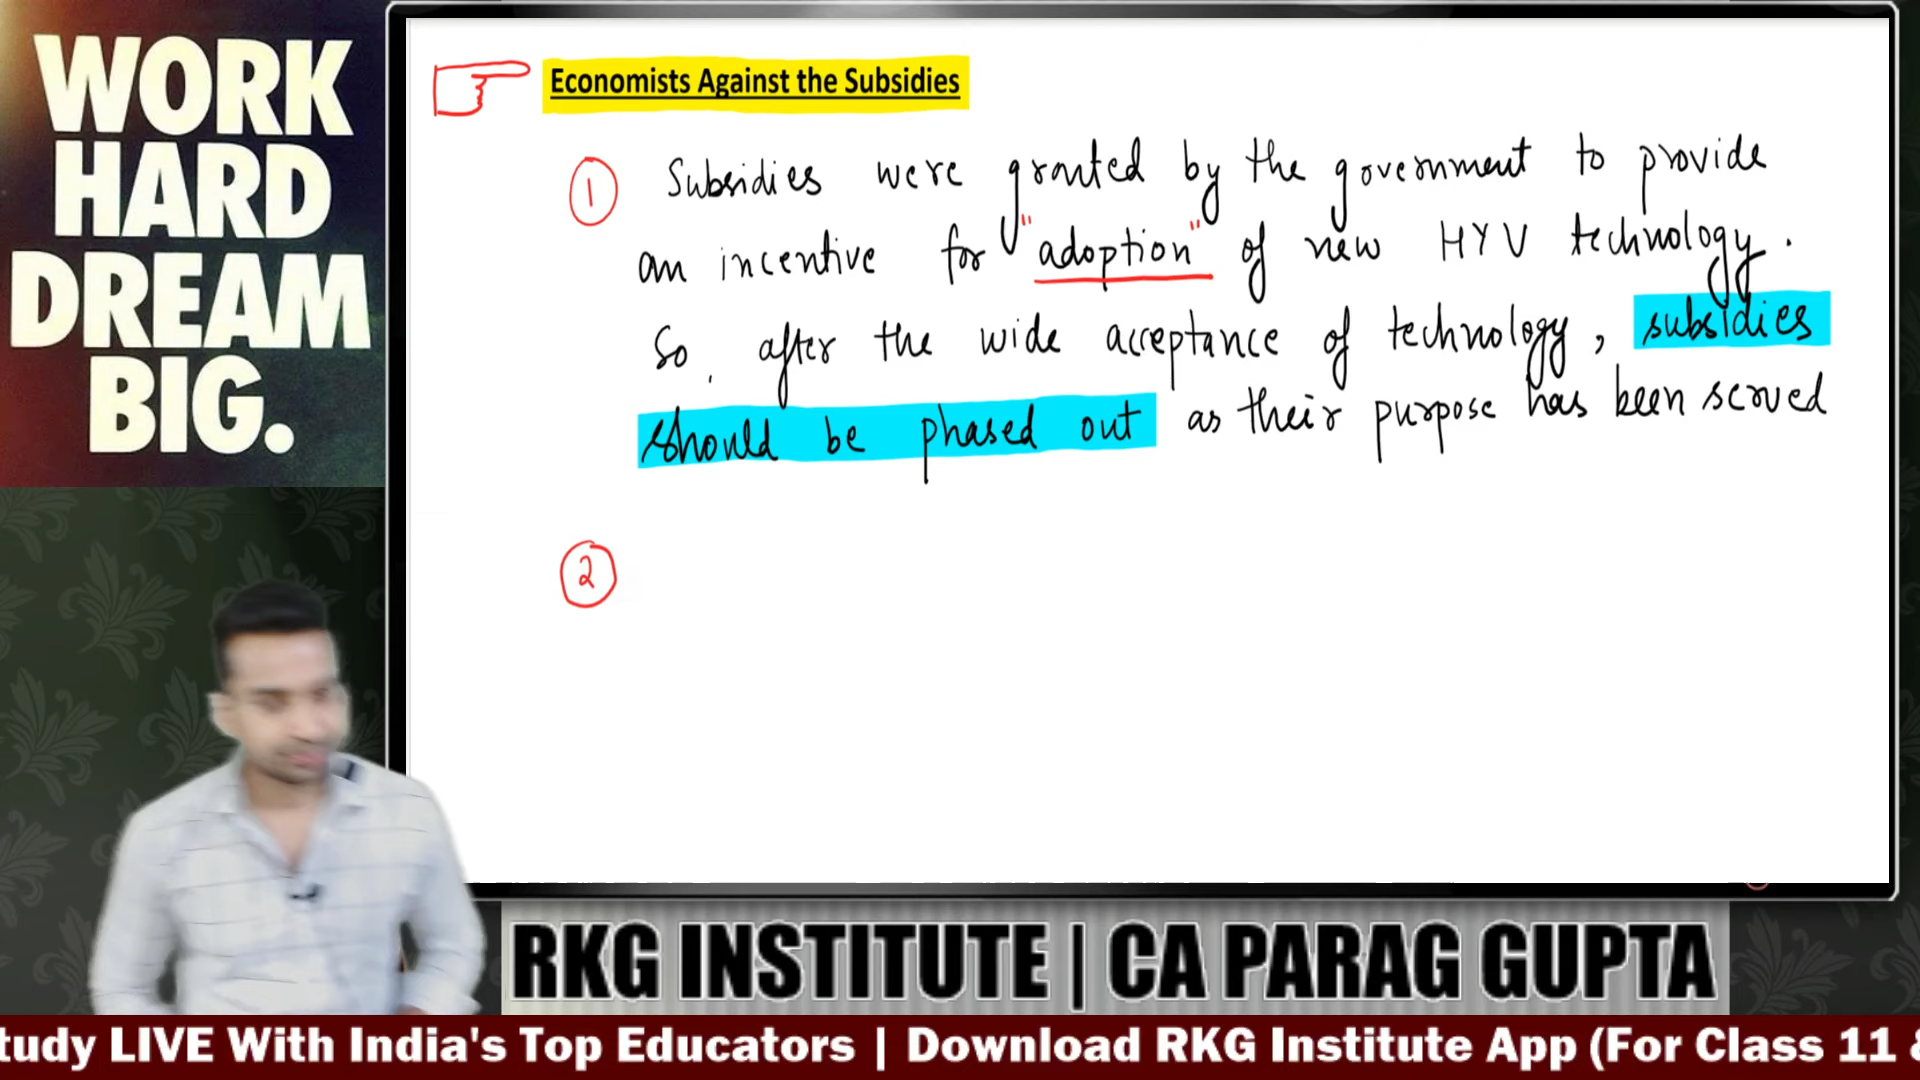 WORK
HARD
DREAM
BIG.
Economists Against the Subsidies
1 Subsidies were granted by the government to provide
an incentive for "adoption" of new HYV technology.
So, after the wide acceptance of technology, subsidies
should be phased out as their purpose has been served
2
RKG INSTITUTE | CA PARAG GUPTA
tudy LIVE With India's Top Educators | Download RKG Institute App (For Class 11 &